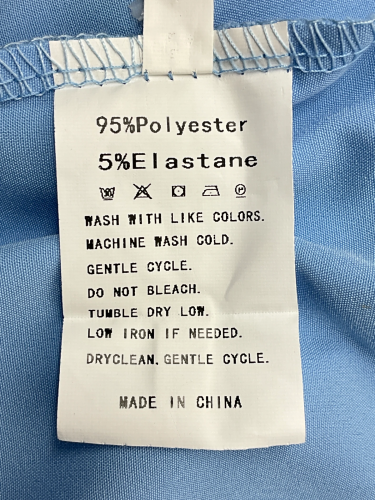 95%Polyester
5%Elastane
WASH WITH LIKE COLORS.
MACHINE WASH COLD.
GENTLE CYCLE.
DO NOT BLEACH.
TUMBLE DRY LOW.
LOW IRON IF NEEDED.
DRYCLEAN, GENTLE CYCLE.
MADE IN CHINA